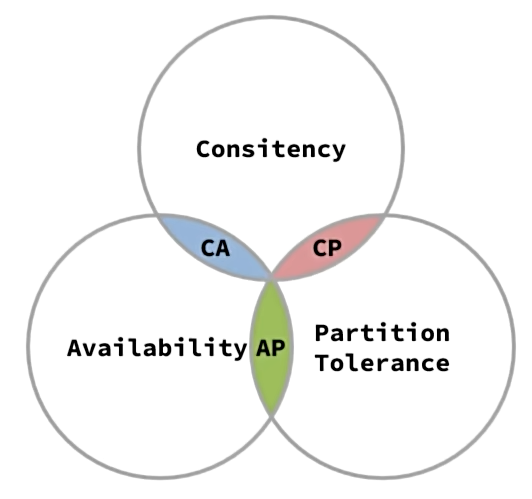 Consitency
CA
CP
Availability
AP
Partition
Tolerance